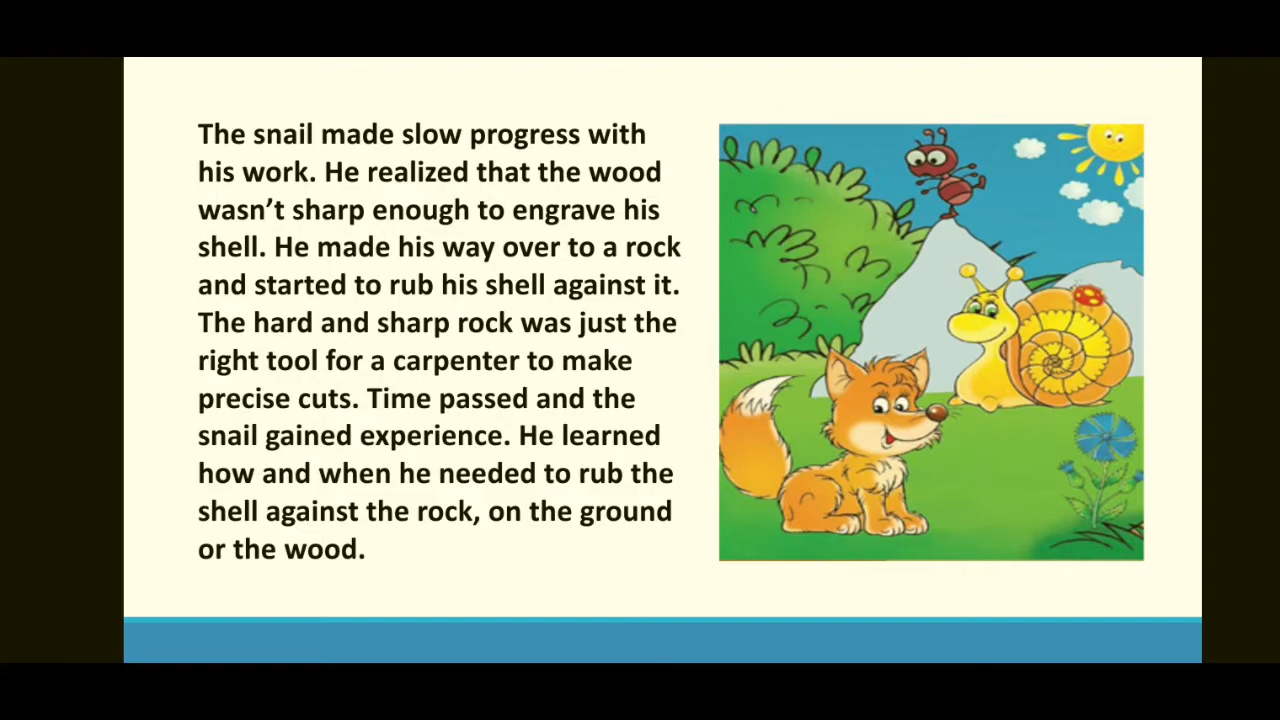 The snail made slow progress with
his work. He realized that the wood
wasn’t sharp enough to engrave his
shell. He made his way over to a rock
and started to rub his shell against it.
The hard and sharp rock was just the
right tool for a carpenter to make
precise cuts. Time passed and the
snail gained experience. He learned
how and when he needed to rub the
shell against the rock, on the ground
or the wood.